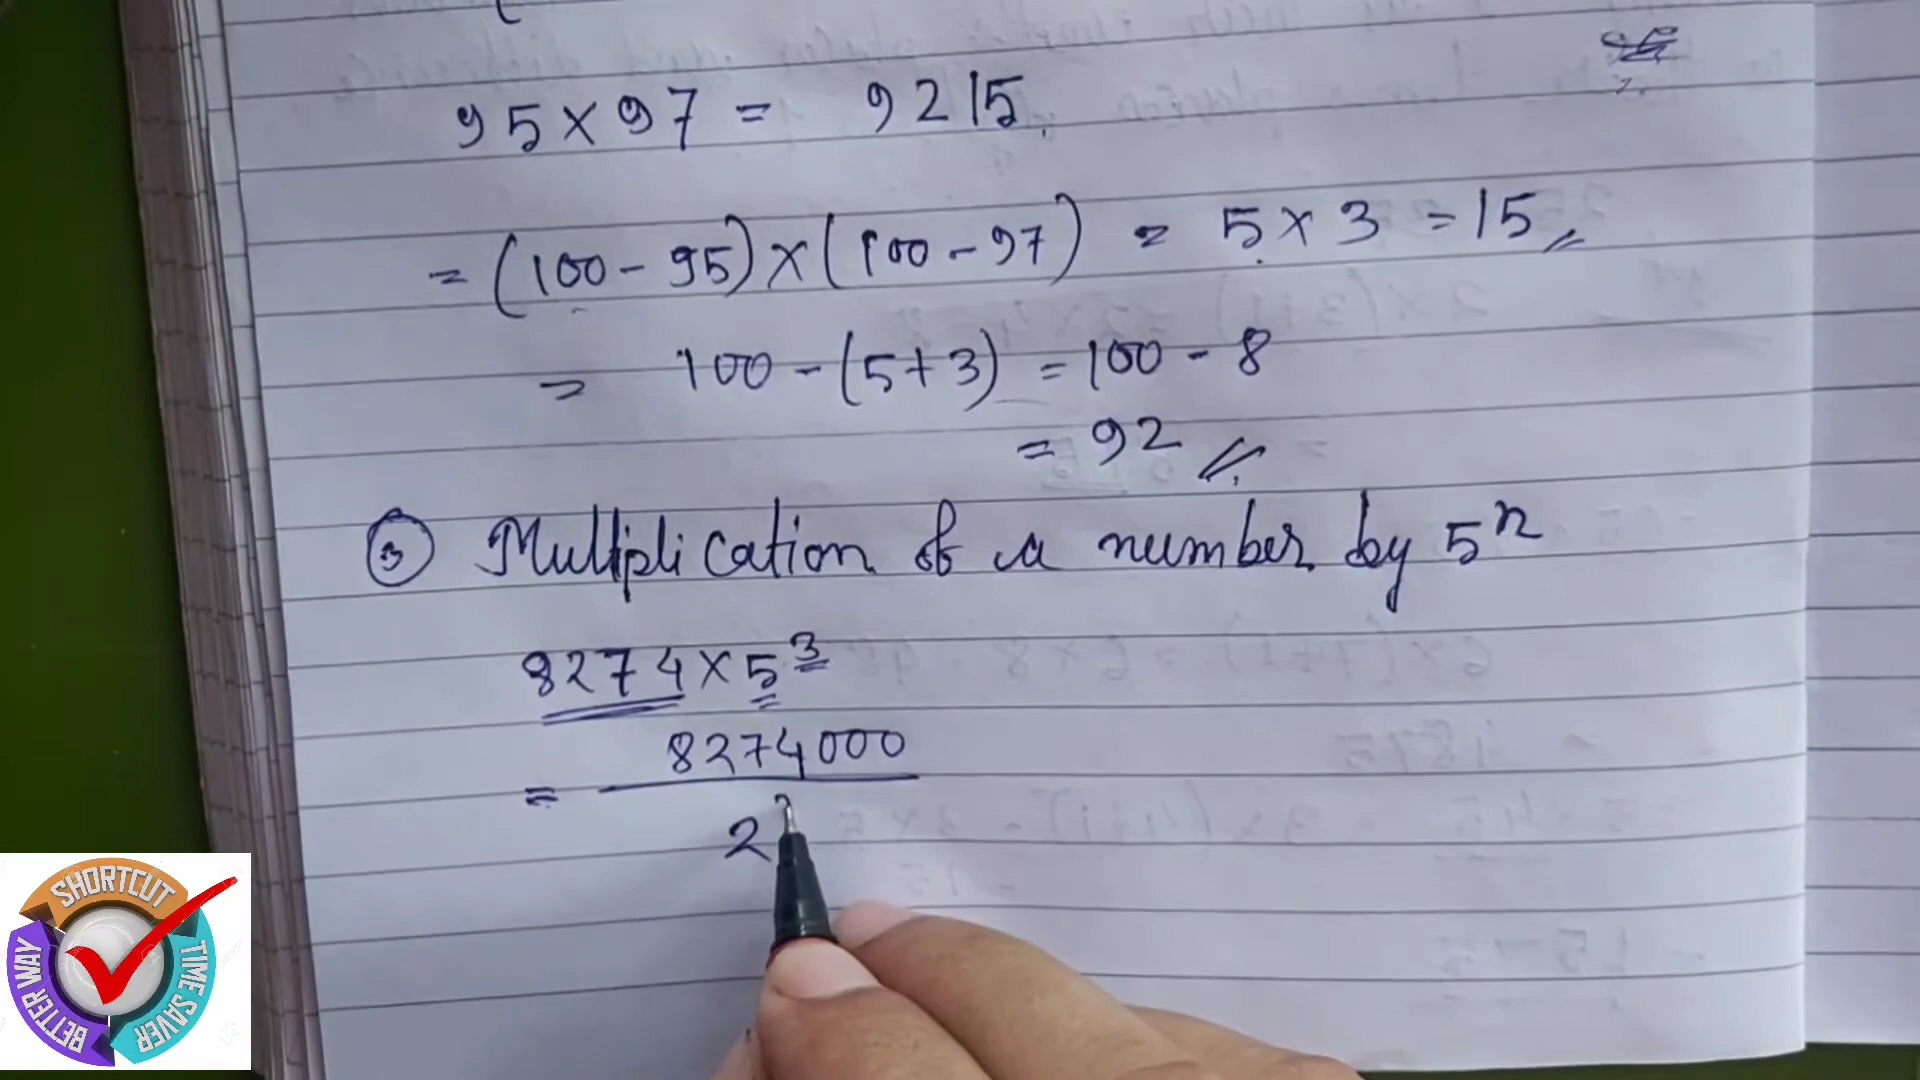 95 × 97 = 9215
= (100 - 95) × (100 - 97) = 5 × 3 = 15
= 100 - (5 + 3) = 100 - 8
= 92
③ Multiplication of a number by 5ⁿ
8274 × 5³
= 8274000
2
SHORTCUT
BETTER WAY
TIME SAVER